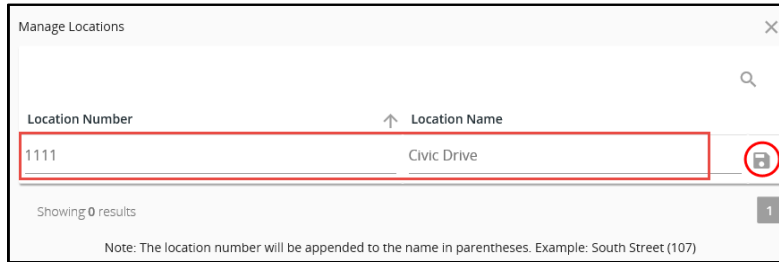 Manage Locations
Location Number Location Name
1111 Civic Drive
Showing 0 results 1
Note: The location number will be appended to the name in parentheses. Example: South Street (107)